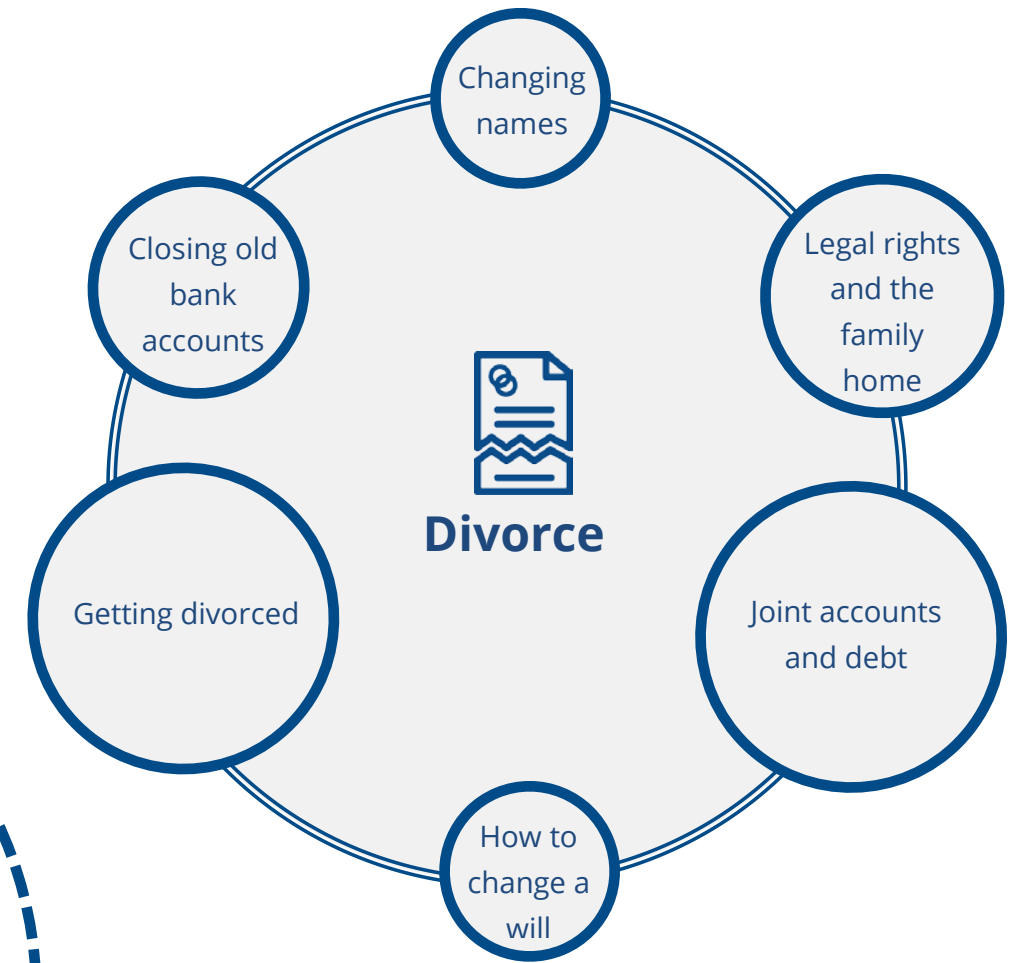 Changing
names
Closing old
bank
accounts
Legal rights
and the
family
home
Divorce
Getting divorced
Joint accounts
and debt
How to
change a
will